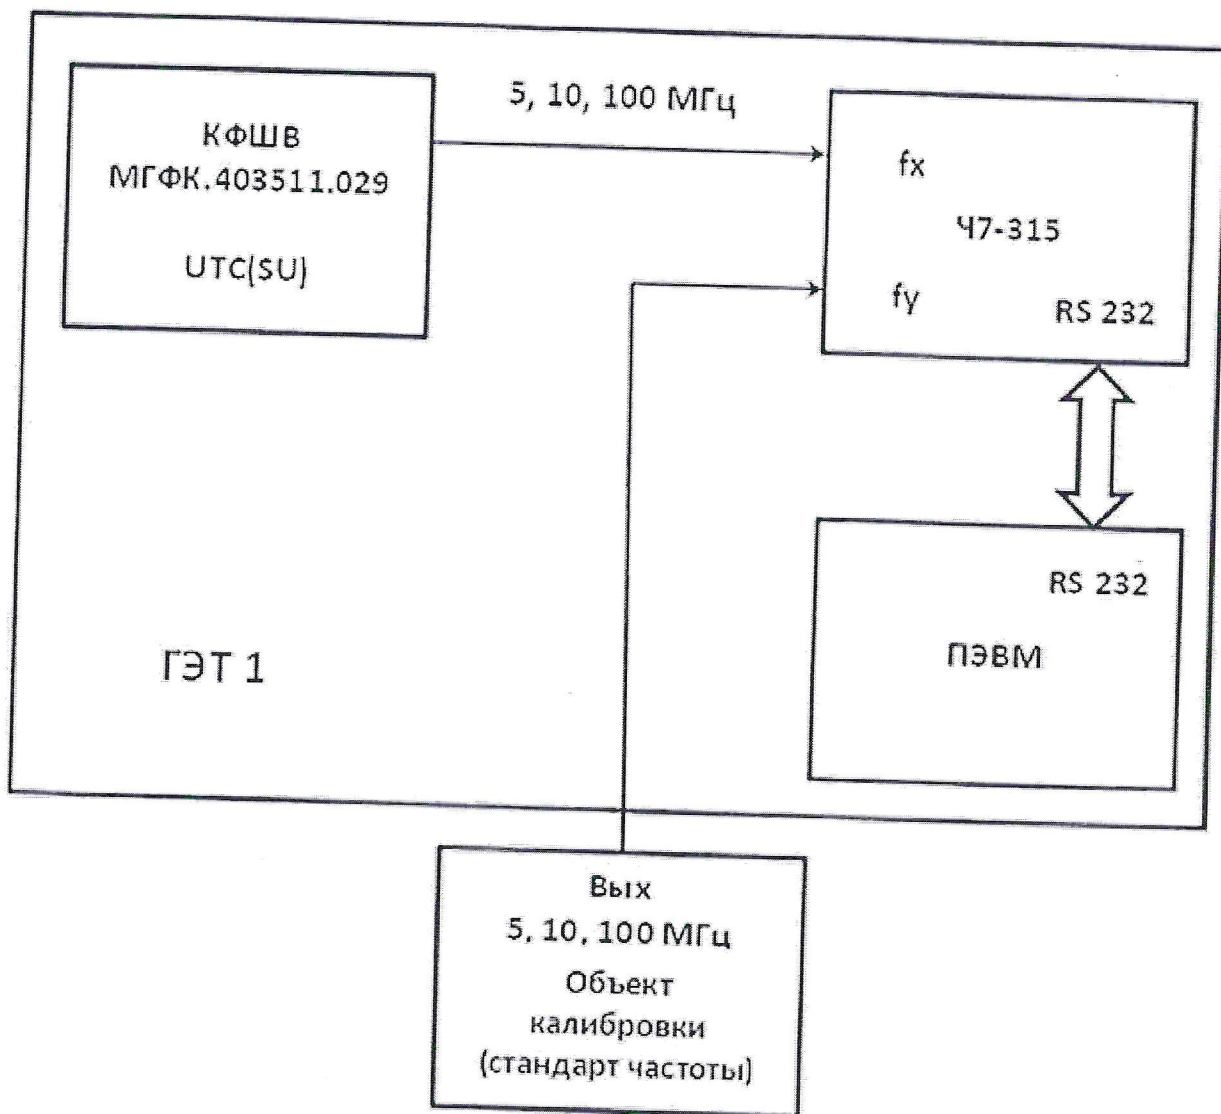 КФШВ
МГФК.403511.029
UTC(SU)
5, 10, 100 МГц
fx
Ч7-315
fy
RS 232
RS 232
ПЭВМ
ГЭТ 1
Вых
5, 10, 100 МГц
Объект
калибровки
(стандарт частоты)